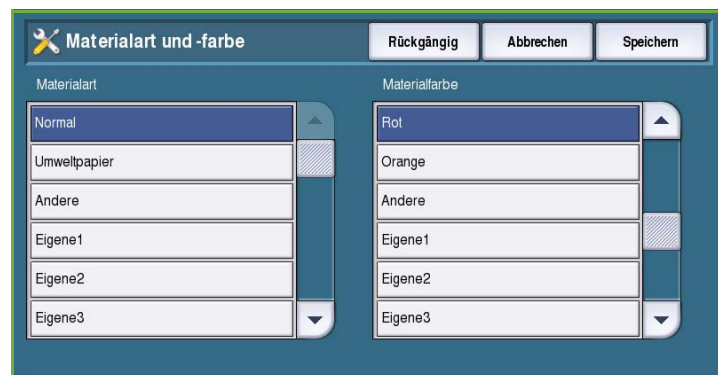 Materialart und -farbe
Rückgängig
Abbrechen
Speichern
Materialart
Materialfarbe
Normal
Umweltpapier
Andere
Eigene1
Eigene2
Eigene3
Rot
Orange
Andere
Eigene1
Eigene2
Eigene3